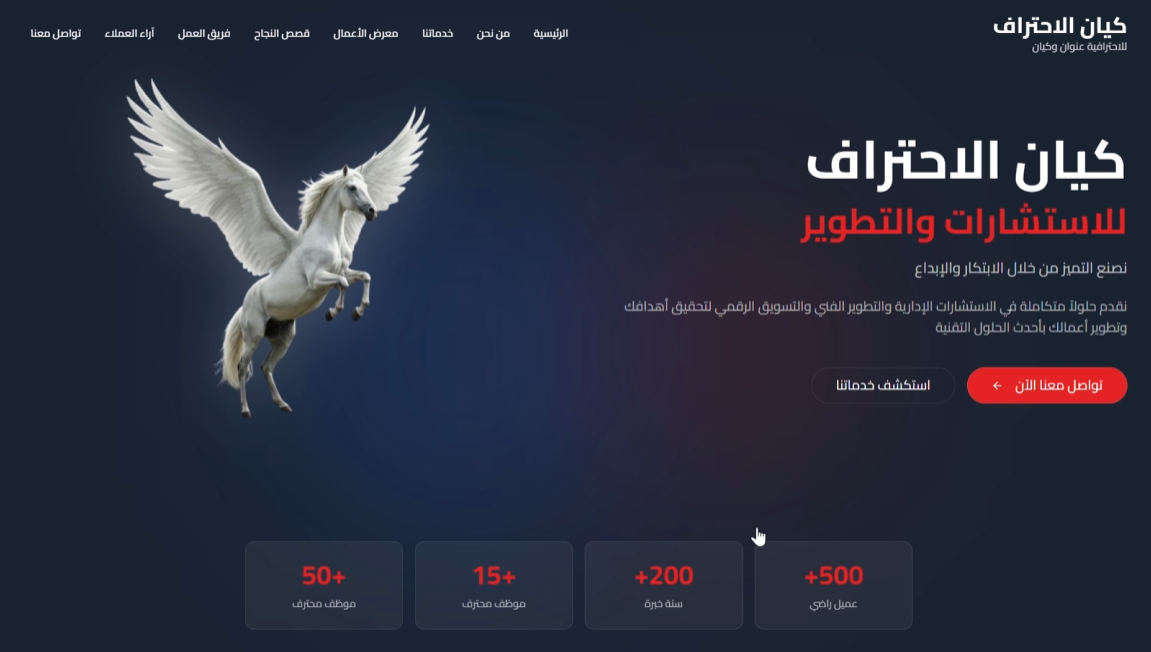 كيان الاحتراف
للاحترافية عنوان وكيان
الرئيسية
من نحن
خدماتنا
معرض الأعمال
قصص النجاح
فريق العمل
آراء العملاء
تواصل معنا
كيان الاحتراف
للاستشارات والتطوير
نصنع التميز من خلال الابتكار والإبداع
نقدم حلولاً متكاملة في الاستشارات الإدارية والتطوير الفني والتسويق الرقمي لتحقيق أهدافك
وتطوير أعمالك بأحدث الحلول التقنية
تواصل معنا الآن ←
استكشف خدماتنا
+500
عميل راضي
+200
سنة خبرة
15+
موظف محترف
50+
موظف محترف